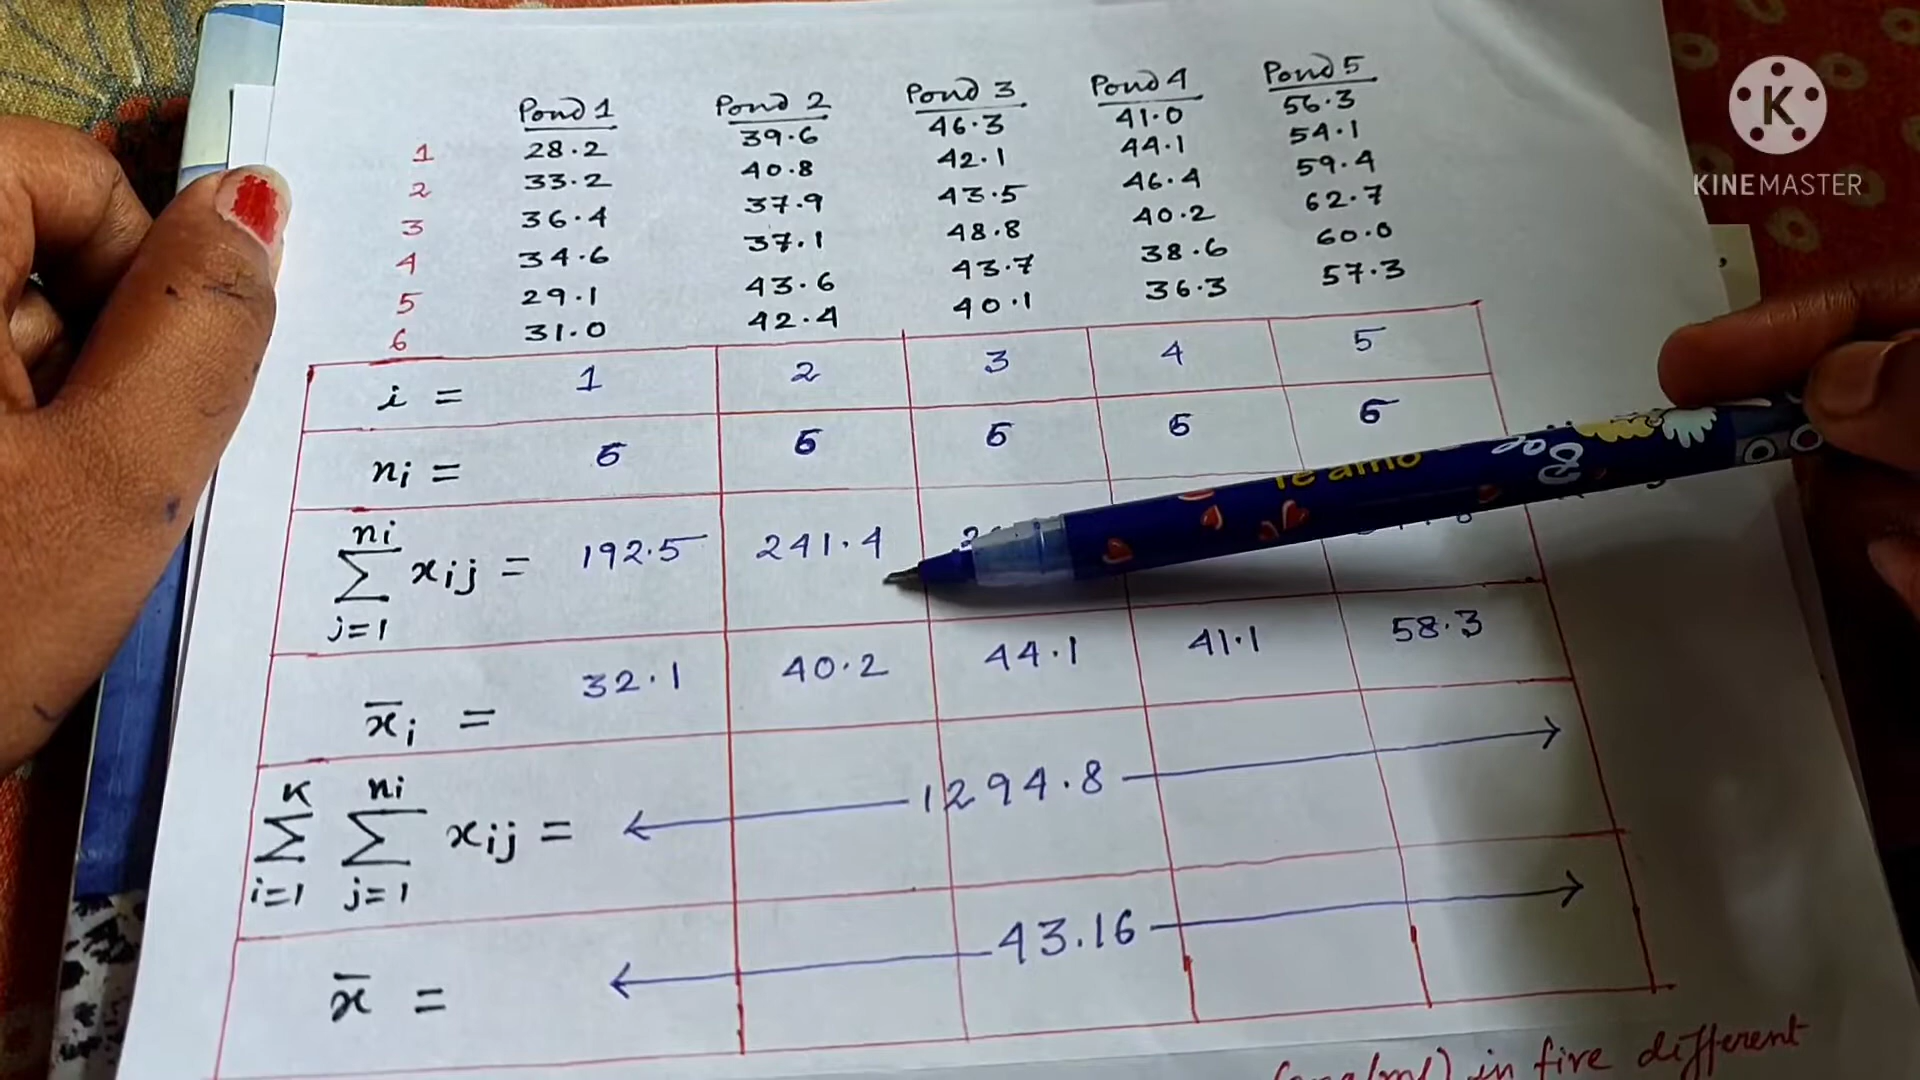 Pond 1 Pond 2 Pond 3 Pond 4 Pond 5
1 28.2 39.6 46.3 41.0 56.3
2 33.2 40.8 42.1 44.1 54.1
3 36.4 37.9 43.5 46.4 59.4
4 34.6 37.1 48.8 40.2 62.7
5 29.1 43.6 43.7 38.6 60.0
6 31.0 42.4 40.1 36.3 57.3
i = 1 2 3 4 5
ni = 6 6 6 6 6
ni
∑ xij = 192.5 241.4
j=1
x̄i = 32.1 40.2 44.1 41.1 58.3
K ni
∑ ∑ xij = 1294.8
i=1 j=1
x̄ = 43.16
in five different
Te amo
K
KINEMASTER